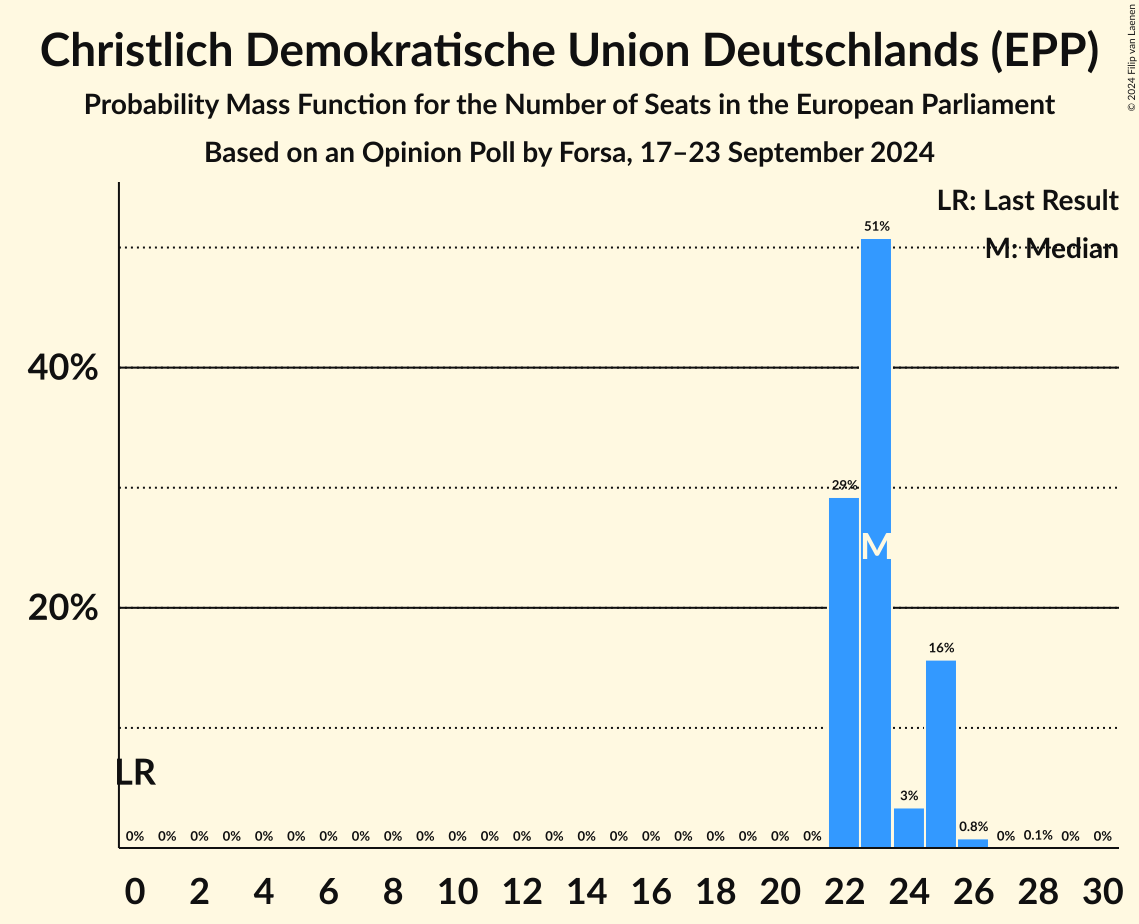 Christlich Demokratische Union Deutschlands (EPP)
Probability Mass Function for the Number of Seats in the European Parliament
Based on an Opinion Poll by Forsa, 17–23 September 2024
© 2024 Filip van Laenen
LR: Last Result
M: Median
51%
40%
29%
M
20%
16%
LR
3%
0% 0% 0% 0% 0% 0% 0% 0% 0% 0% 0% 0% 0% 0% 0% 0% 0% 0% 0% 0% 0% 0% 0.8% 0% 0.1% 0% 0%
0 2 4 6 8 10 12 14 16 18 20 22 24 26 28 30